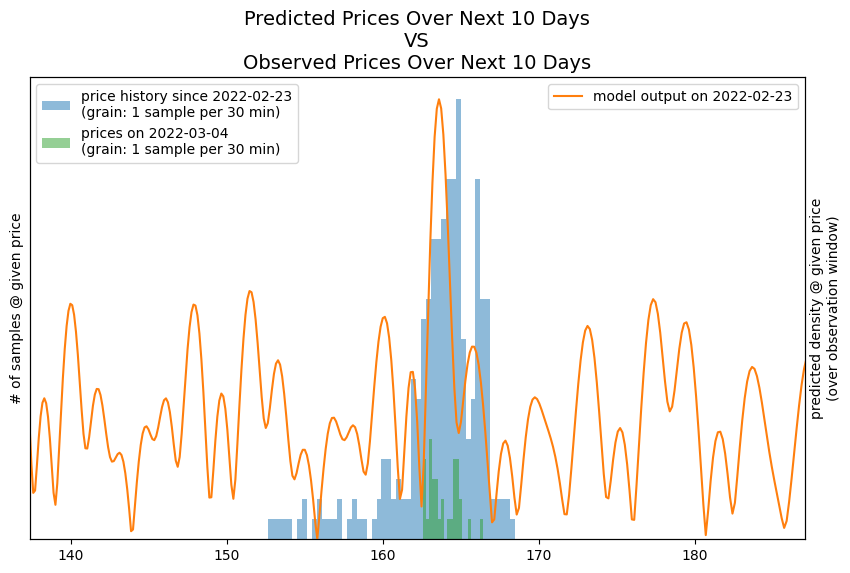 Predicted Prices Over Next 10 Days
VS
Observed Prices Over Next 10 Days
price history since 2022-02-23
(grain: 1 sample per 30 min)
prices on 2022-03-04
(grain: 1 sample per 30 min)
model output on 2022-02-23
# of samples @ given price
predicted density @ given price
(over observation window)
140 150 160 170 180